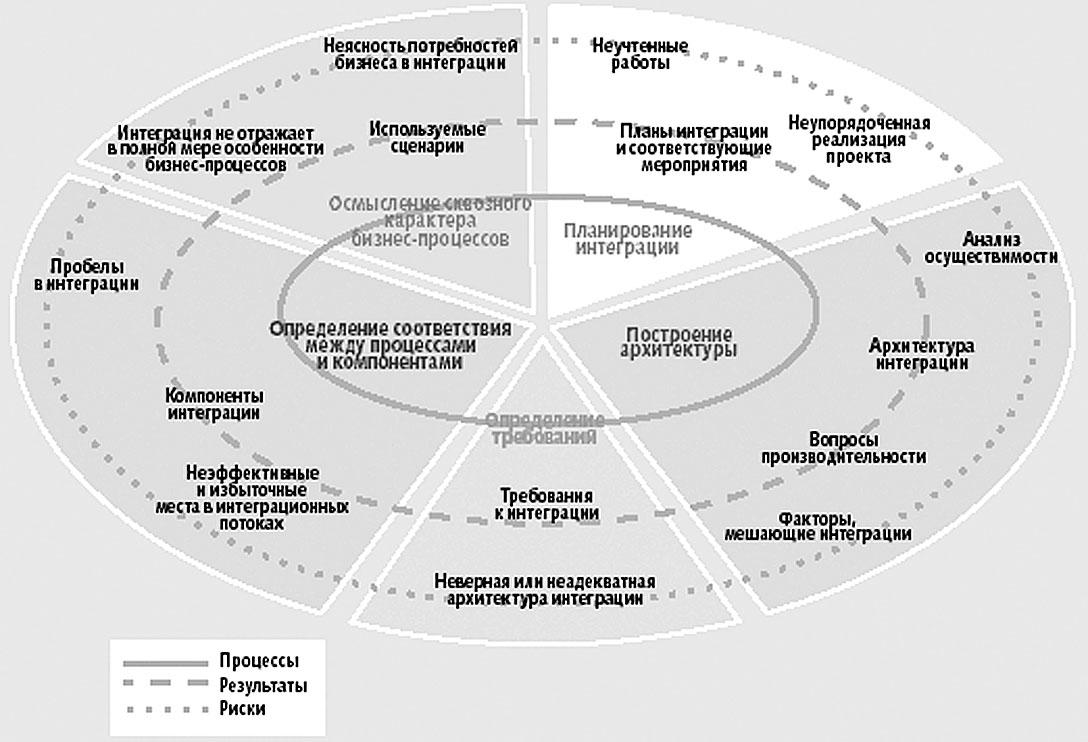 Неясность потребностей
бизнеса в интеграции
Неучтенные
работы
Интеграция не отражает
в полной мере особенности
бизнес-процессов
Используемые
сценарии
Планы интеграции
и соответствующие
мероприятия
Неупорядоченная
реализация
проекта
Осмысление сквозного
характера
бизнес-процессов
Планирование
интеграции
Анализ
осуществимости
Пробелы
в интеграции
Определение соответствия
между процессами
и компонентами
Построение
архитектуры
Архитектура
интеграции
Компоненты
интеграции
Определение
требований
Вопросы
производительности
Неэффективные
и избыточные
места в интеграционных
потоках
Требования
к интеграции
Факторы,
мешающие интеграции
Неверная или неадекватная
архитектура интеграции
Процессы
Результаты
Риски